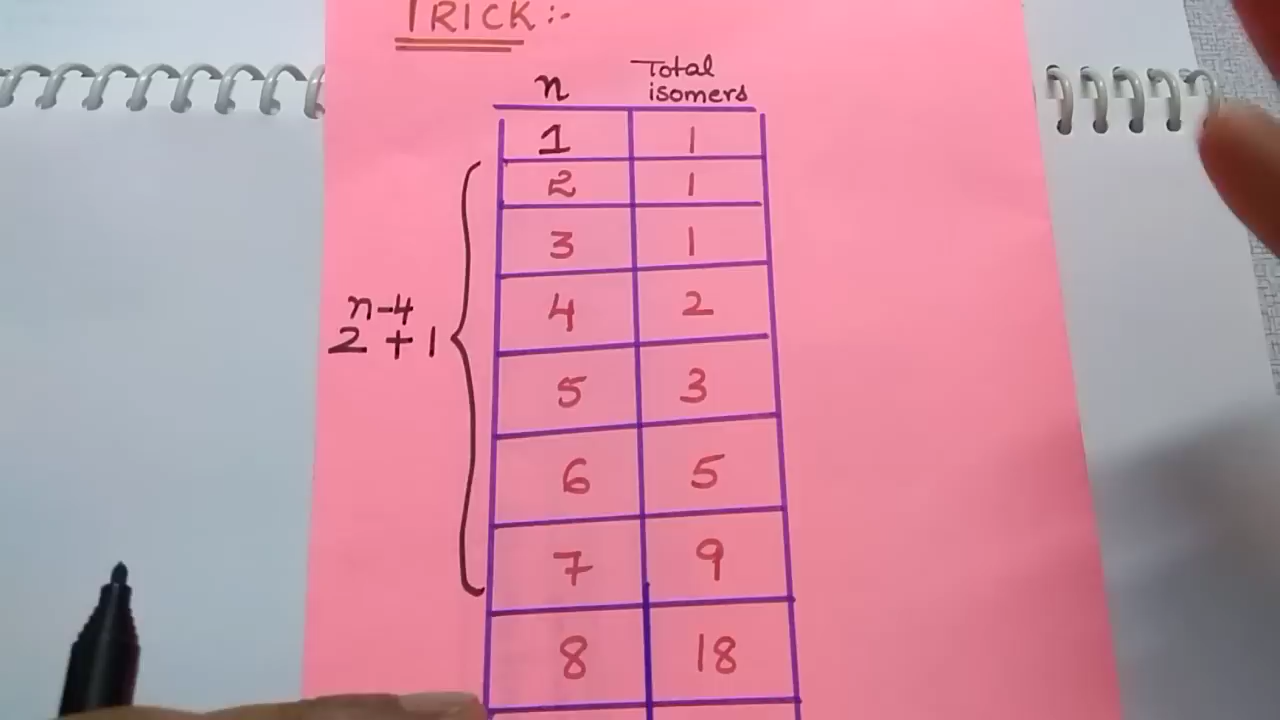 TRICK:-
n Total isomers
1 1
2 1
3 1
4 2
5 3
6 5
7 9
8 18
2^(n-4) + 1